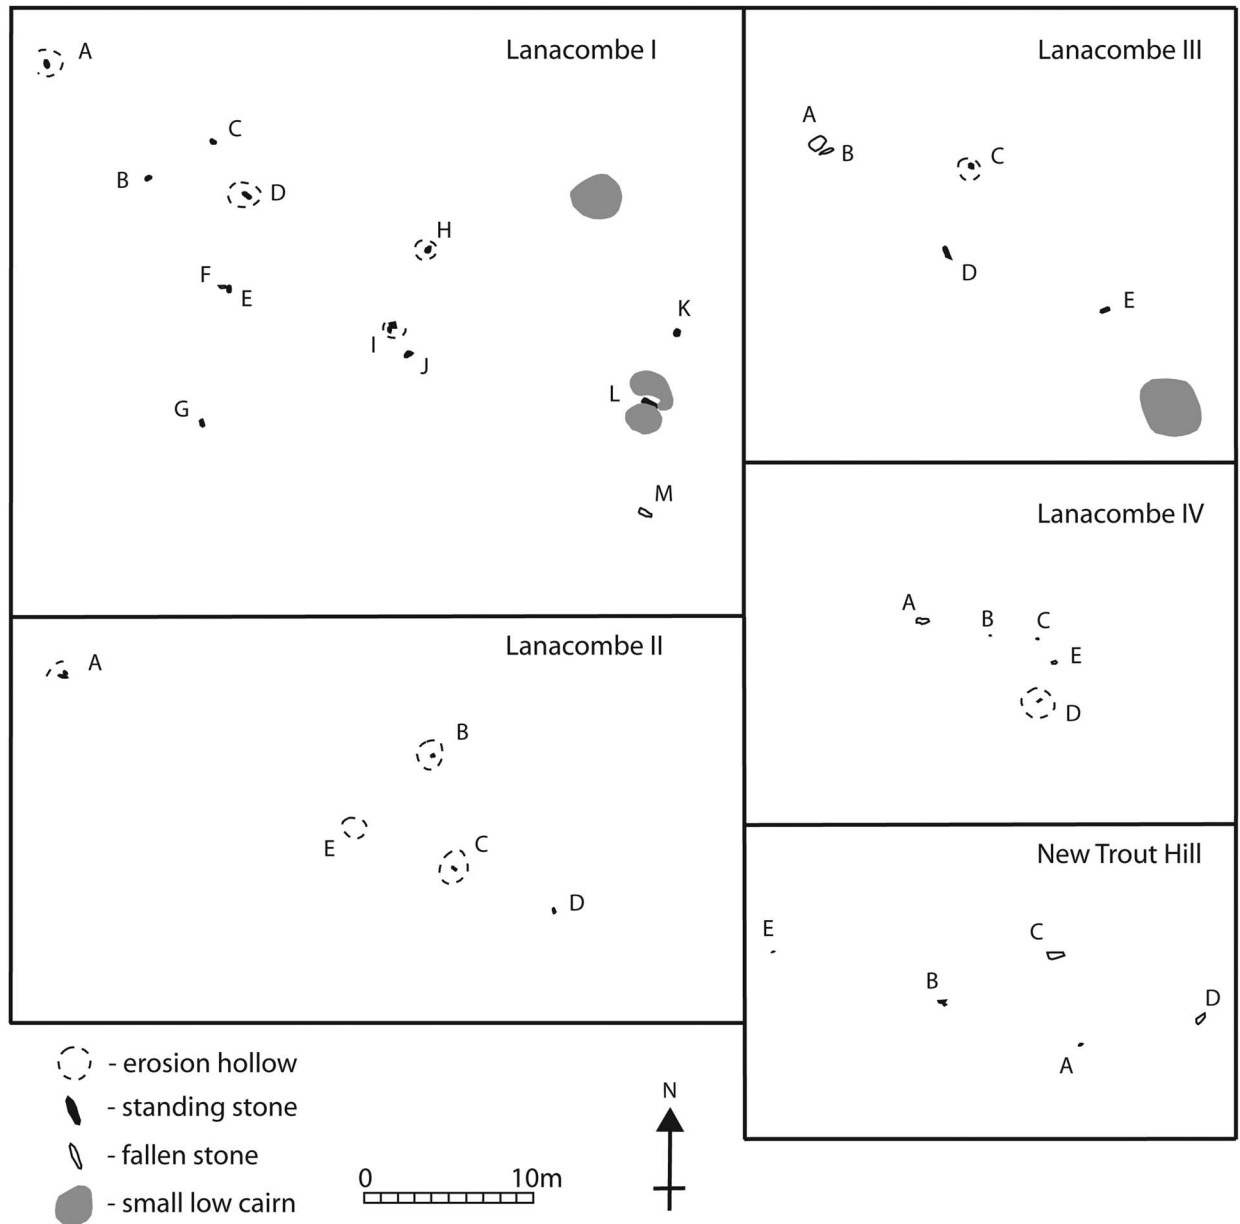 Lanacombe I
A
C
B
D
H
F
E
I
J
K
L
G
M
Lanacombe II
A
B
E
C
D
Lanacombe III
A
B
C
D
E
Lanacombe IV
A
B
C
E
D
New Trout Hill
E
C
B
D
A
- erosion hollow
- standing stone
- fallen stone
- small low cairn
0 10m
N